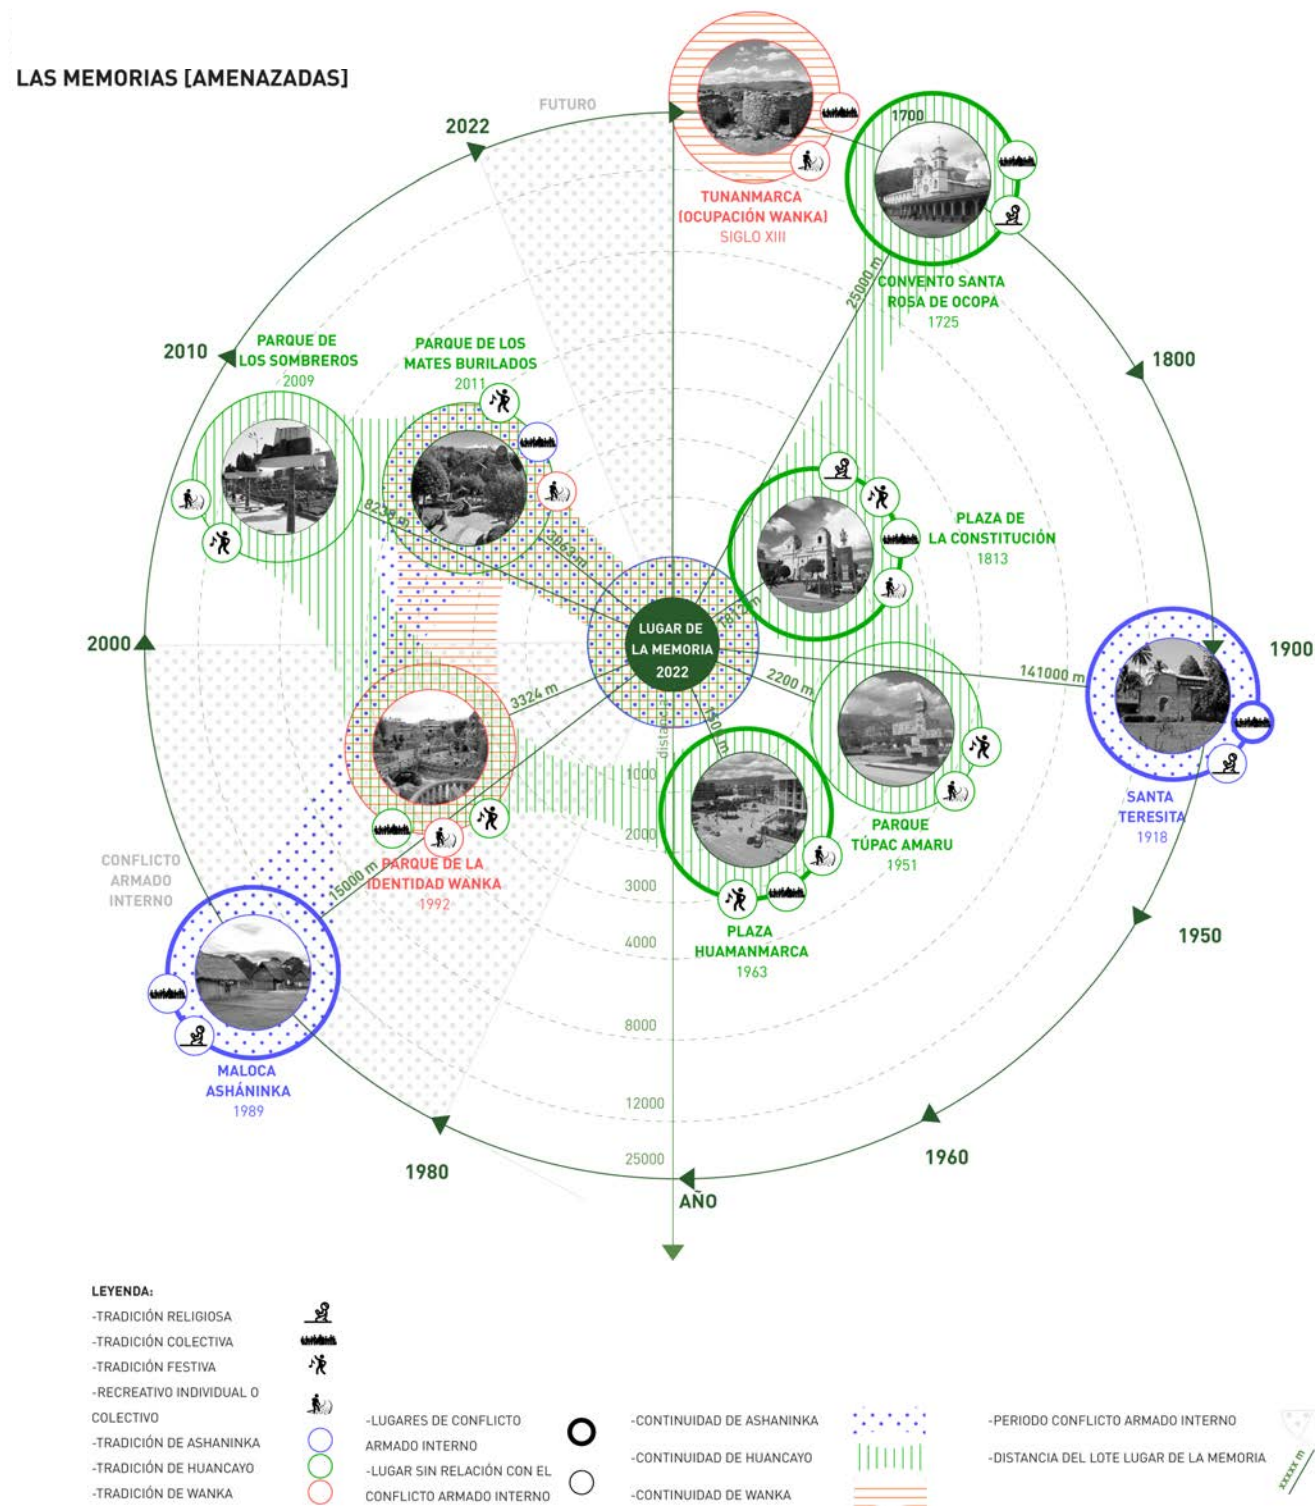 LAS MEMORIAS [AMENAZADAS]
FUTURO
2022
1700
TUNANMARCA
(OCUPACIÓN WANKA)
SIGLO XIII
25000 m
CONVENTO SANTA
ROSA DE OCOPA
1725
PARQUE DE
LOS SOMBREROS
2009
PARQUE DE LOS
MATES BURILADOS
2011
2010
1800
8238 m
3063 m
PLAZA DE
LA CONSTITUCIÓN
1813
1812 m
LUGAR DE
LA MEMORIA
2022
2000
1900
141000 m
2200 m
3324 m
1500 m
distancia
1000
2000
3000
4000
8000
12000
25000
SANTA
TERESITA
1918
PARQUE
TÚPAC AMARU
1951
CONFLICTO
ARMADO
INTERNO
PARQUE DE LA
IDENTIDAD WANKA
1992
15000 m
PLAZA
HUAMANMARCA
1963
1950
MALOCA
ASHÁNINKA
1989
1980
1960
AÑO
LEYENDA:
-TRADICIÓN RELIGIOSA
-TRADICIÓN COLECTIVA
-TRADICIÓN FESTIVA
-RECREATIVO INDIVIDUAL O
COLECTIVO
-TRADICIÓN DE ASHANINKA
-TRADICIÓN DE HUANCAYO
-TRADICIÓN DE WANKA
-LUGARES DE CONFLICTO
ARMADO INTERNO
-LUGAR SIN RELACIÓN CON EL
CONFLICTO ARMADO INTERNO
-CONTINUIDAD DE ASHANINKA
-CONTINUIDAD DE HUANCAYO
-CONTINUIDAD DE WANKA
-PERIODO CONFLICTO ARMADO INTERNO
-DISTANCIA DEL LOTE LUGAR DE LA MEMORIA
xxxxx m